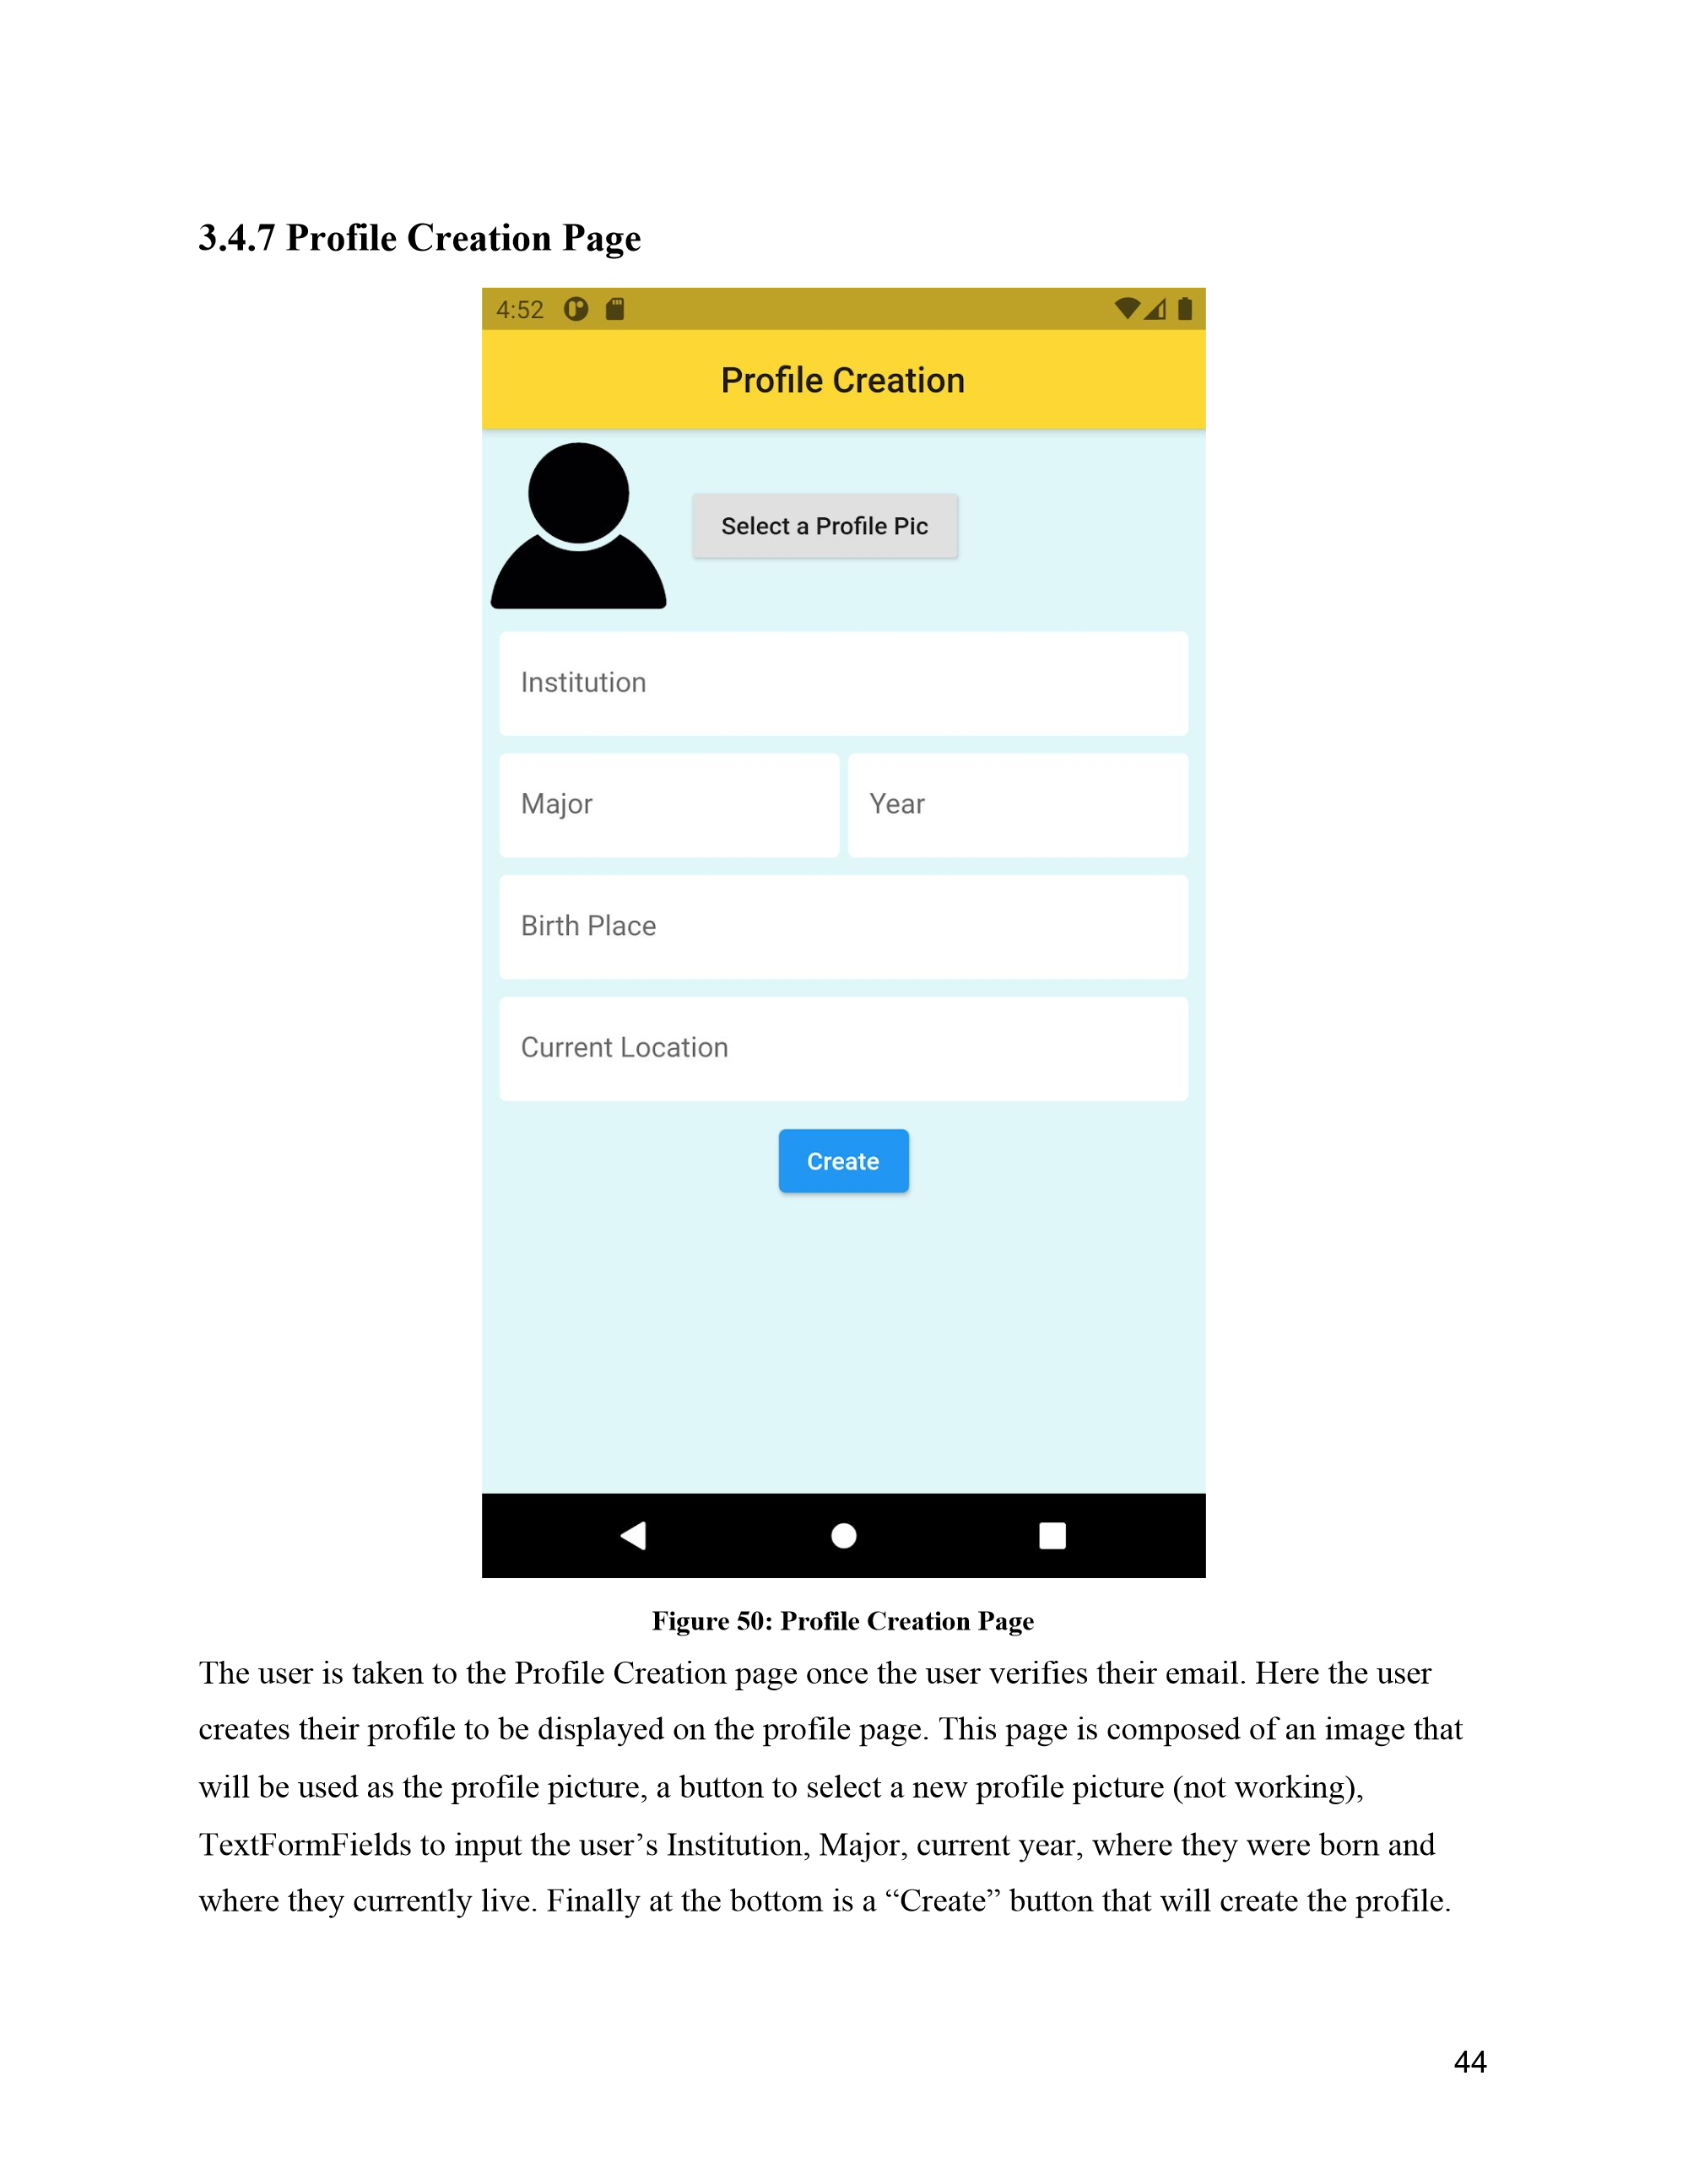 3.4.7 Profile Creation Page
4:52
Profile Creation
Select a Profile Pic
Institution
Major Year
Birth Place
Current Location
Create
Figure 50: Profile Creation Page
The user is taken to the Profile Creation page once the user verifies their email. Here the user
creates their profile to be displayed on the profile page. This page is composed of an image that
will be used as the profile picture, a button to select a new profile picture (not working),
TextFormFields to input the user’s Institution, Major, current year, where they were born and
where they currently live. Finally at the bottom is a “Create” button that will create the profile.
44